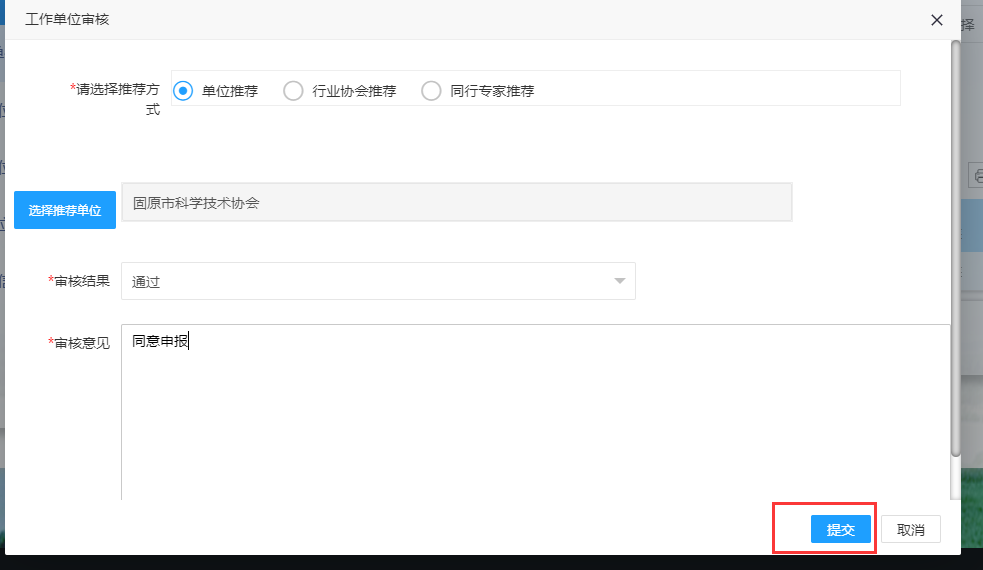 工作单位审核
择
*请选择推荐方
式
单位推荐
行业协会推荐
同行专家推荐
选择推荐单位
固原市科学技术协会
*审核结果
通过
*审核意见
同意申报
提交
取消